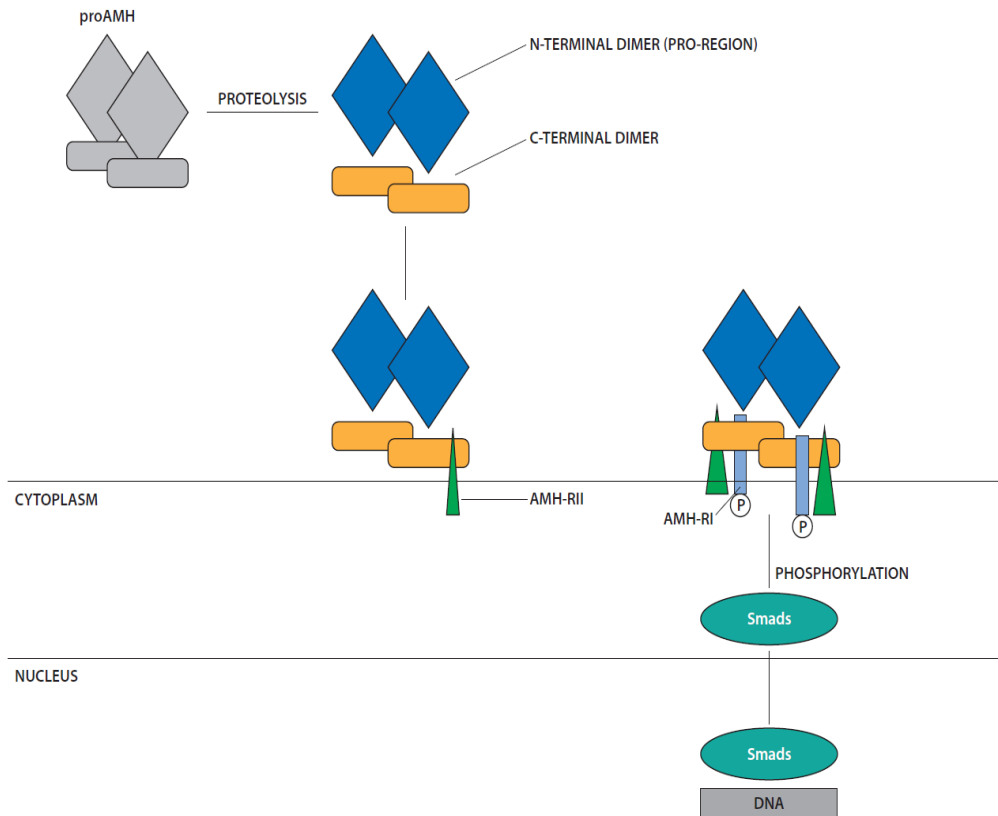 proAMH
N-TERMINAL DIMER (PRO-REGION)
PROTEOLYSIS
C-TERMINAL DIMER
CYTOPLASM
AMH-RII
AMH-RI
P
P
PHOSPHORYLATION
Smads
NUCLEUS
Smads
DNA